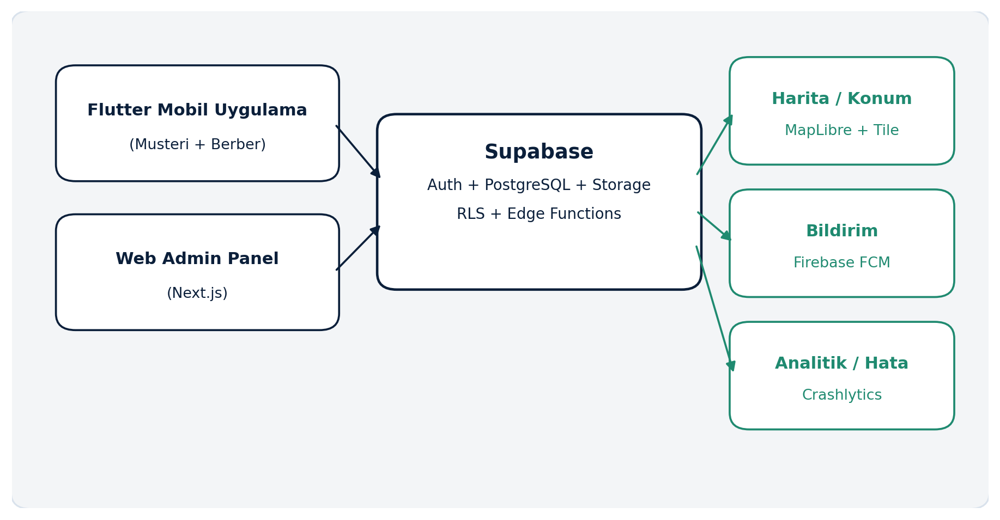 Flutter Mobil Uygulama
(Musteri + Berber)
Web Admin Panel
(Next.js)
Supabase
Auth + PostgreSQL + Storage
RLS + Edge Functions
Harita / Konum
MapLibre + Tile
Bildirim
Firebase FCM
Analitik / Hata
Crashlytics